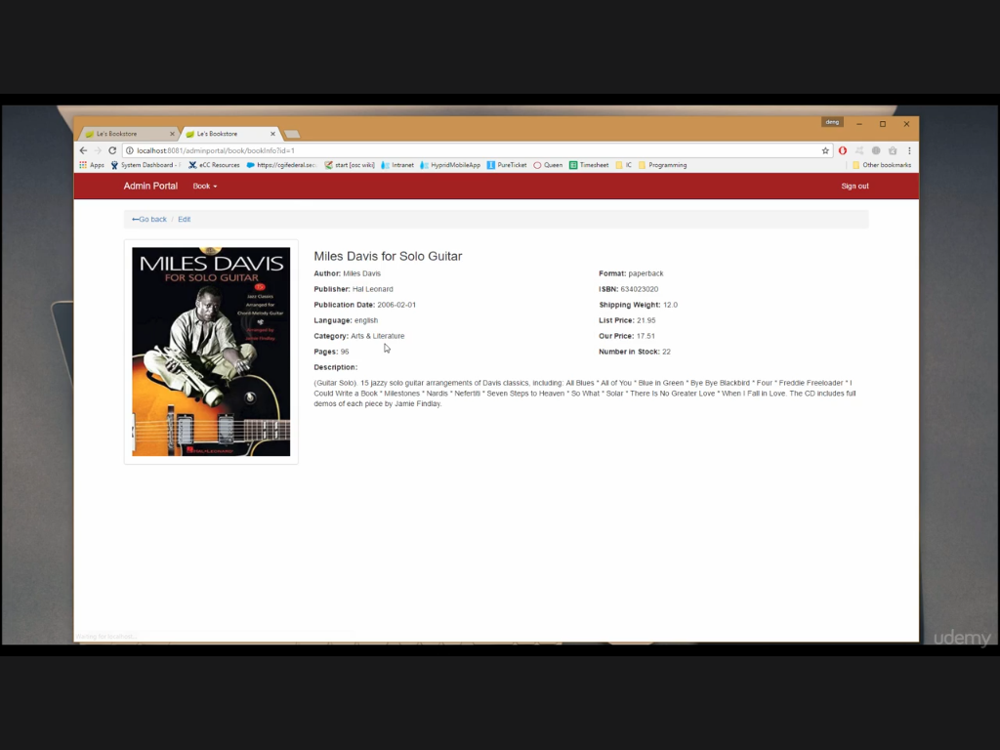 deng
Le's Bookstore
Le's Bookstore
localhost:8081/adminportal/book/bookInfo?id=1
Apps System Dashboard - eCC Resources https://cgifederal.sec start [osc wiki] Intranet HypridMobileApp PureTicket Queen Timesheet IC Programming Other bookmarks
Admin Portal Book Sign out
←Go back / Edit
MILES DAVIS
FOR SOLO GUITAR
Jazz Classics
Arranged for
Chord-Melody Guitar
Arranged by
Jamie Findlay
HAL•LEONARD
Miles Davis for Solo Guitar
Author: Miles Davis
Publisher: Hal Leonard
Publication Date: 2006-02-01
Language: english
Category: Arts & Literature
Pages: 96
Format: paperback
ISBN: 634023020
Shipping Weight: 12.0
List Price: 21.95
Our Price: 17.51
Number in Stock: 22
Description:
(Guitar Solo). 15 jazzy solo guitar arrangements of Davis classics, including: All Blues * All of You * Blue in Green * Bye Bye Blackbird * Four * Freddie Freeloader * I
Could Write a Book * Milestones * Nardis * Nefertiti * Seven Steps to Heaven * So What * Solar * There Is No Greater Love * When I Fall in Love. The CD includes full
demos of each piece by Jamie Findlay.
Waiting for localhost...
udemy